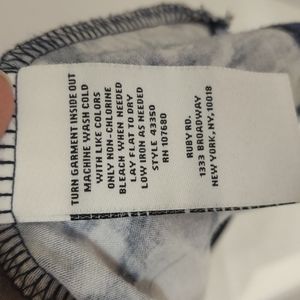 TURN GARMENT INSIDE OUT
MACHINE WASH COLD
WITH LIKE COLORS
ONLY NON-CHLORINE
BLEACH WHEN NEEDED
LAY FLAT TO DRY
LOW IRON AS NEEDED
STYLE 43350
RN 107680
RUBY RD.
1333 BROADWAY
NEW YORK, NY, 10018